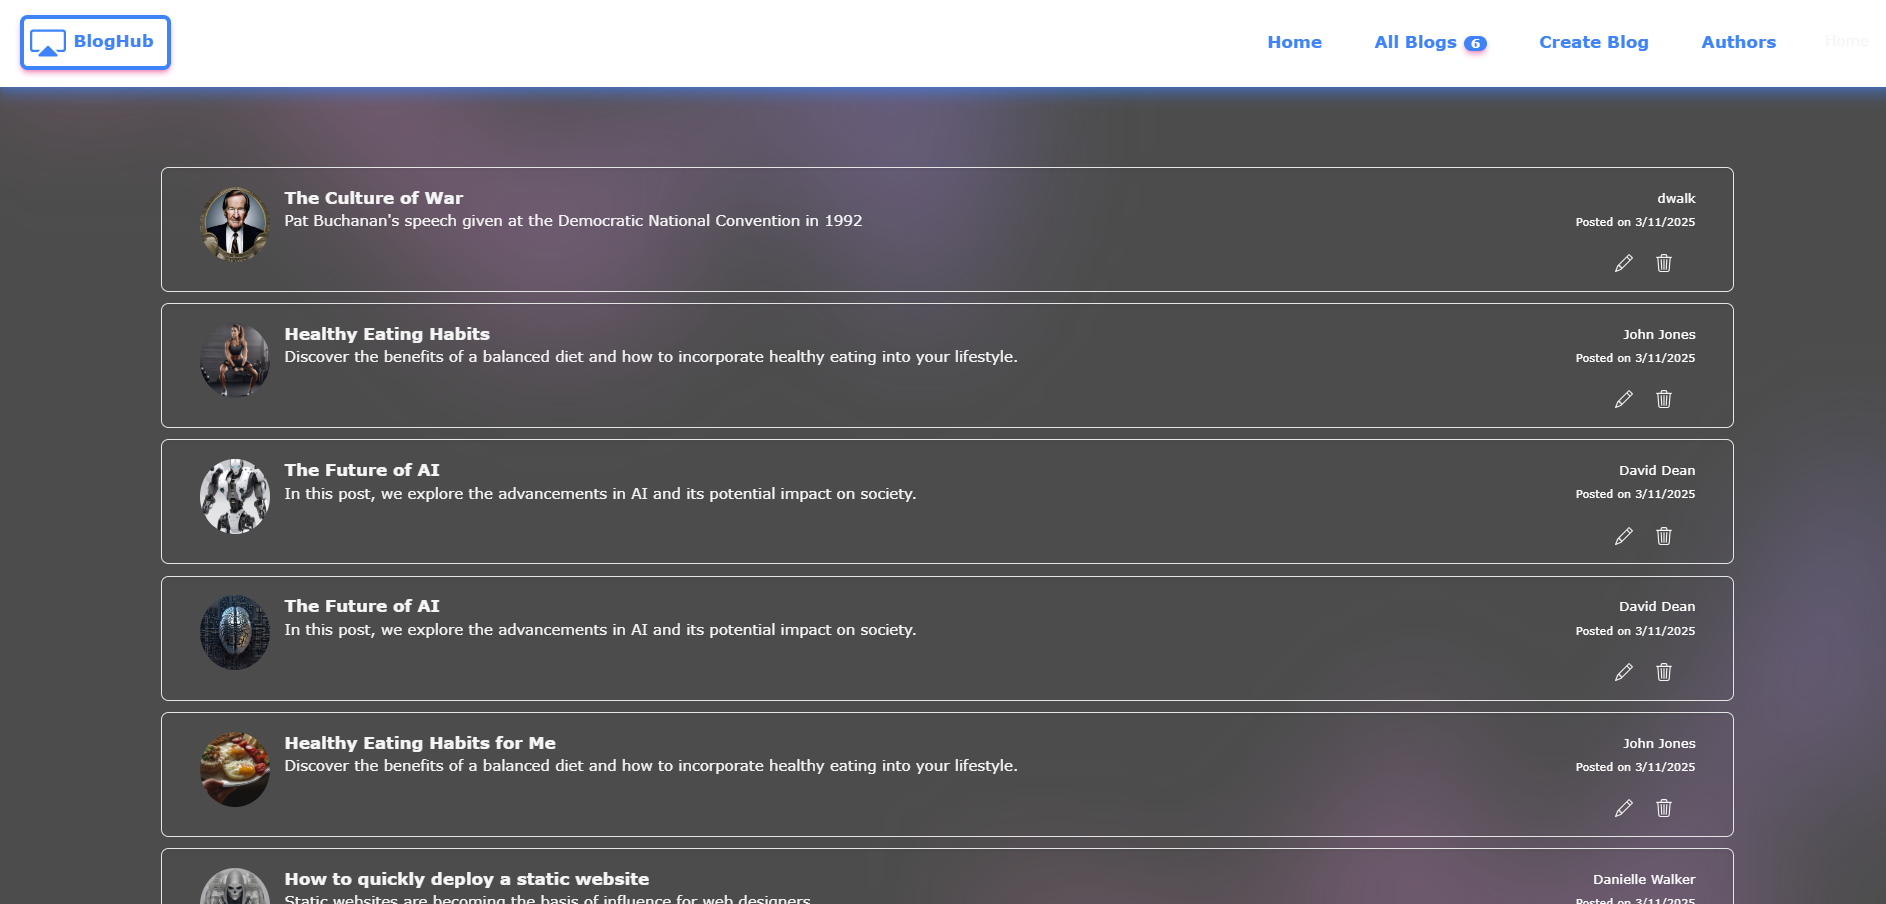 BlogHub
Home All Blogs 6 Create Blog Authors Home
The Culture of War
Pat Buchanan's speech given at the Democratic National Convention in 1992
dwalk
Posted on 3/11/2025
Healthy Eating Habits
Discover the benefits of a balanced diet and how to incorporate healthy eating into your lifestyle.
John Jones
Posted on 3/11/2025
The Future of AI
In this post, we explore the advancements in AI and its potential impact on society.
David Dean
Posted on 3/11/2025
The Future of AI
In this post, we explore the advancements in AI and its potential impact on society.
David Dean
Posted on 3/11/2025
Healthy Eating Habits for Me
Discover the benefits of a balanced diet and how to incorporate healthy eating into your lifestyle.
John Jones
Posted on 3/11/2025
How to quickly deploy a static website
Static websites are becoming the basis of influence for web designers
Danielle Walker
Posted on 3/11/2025